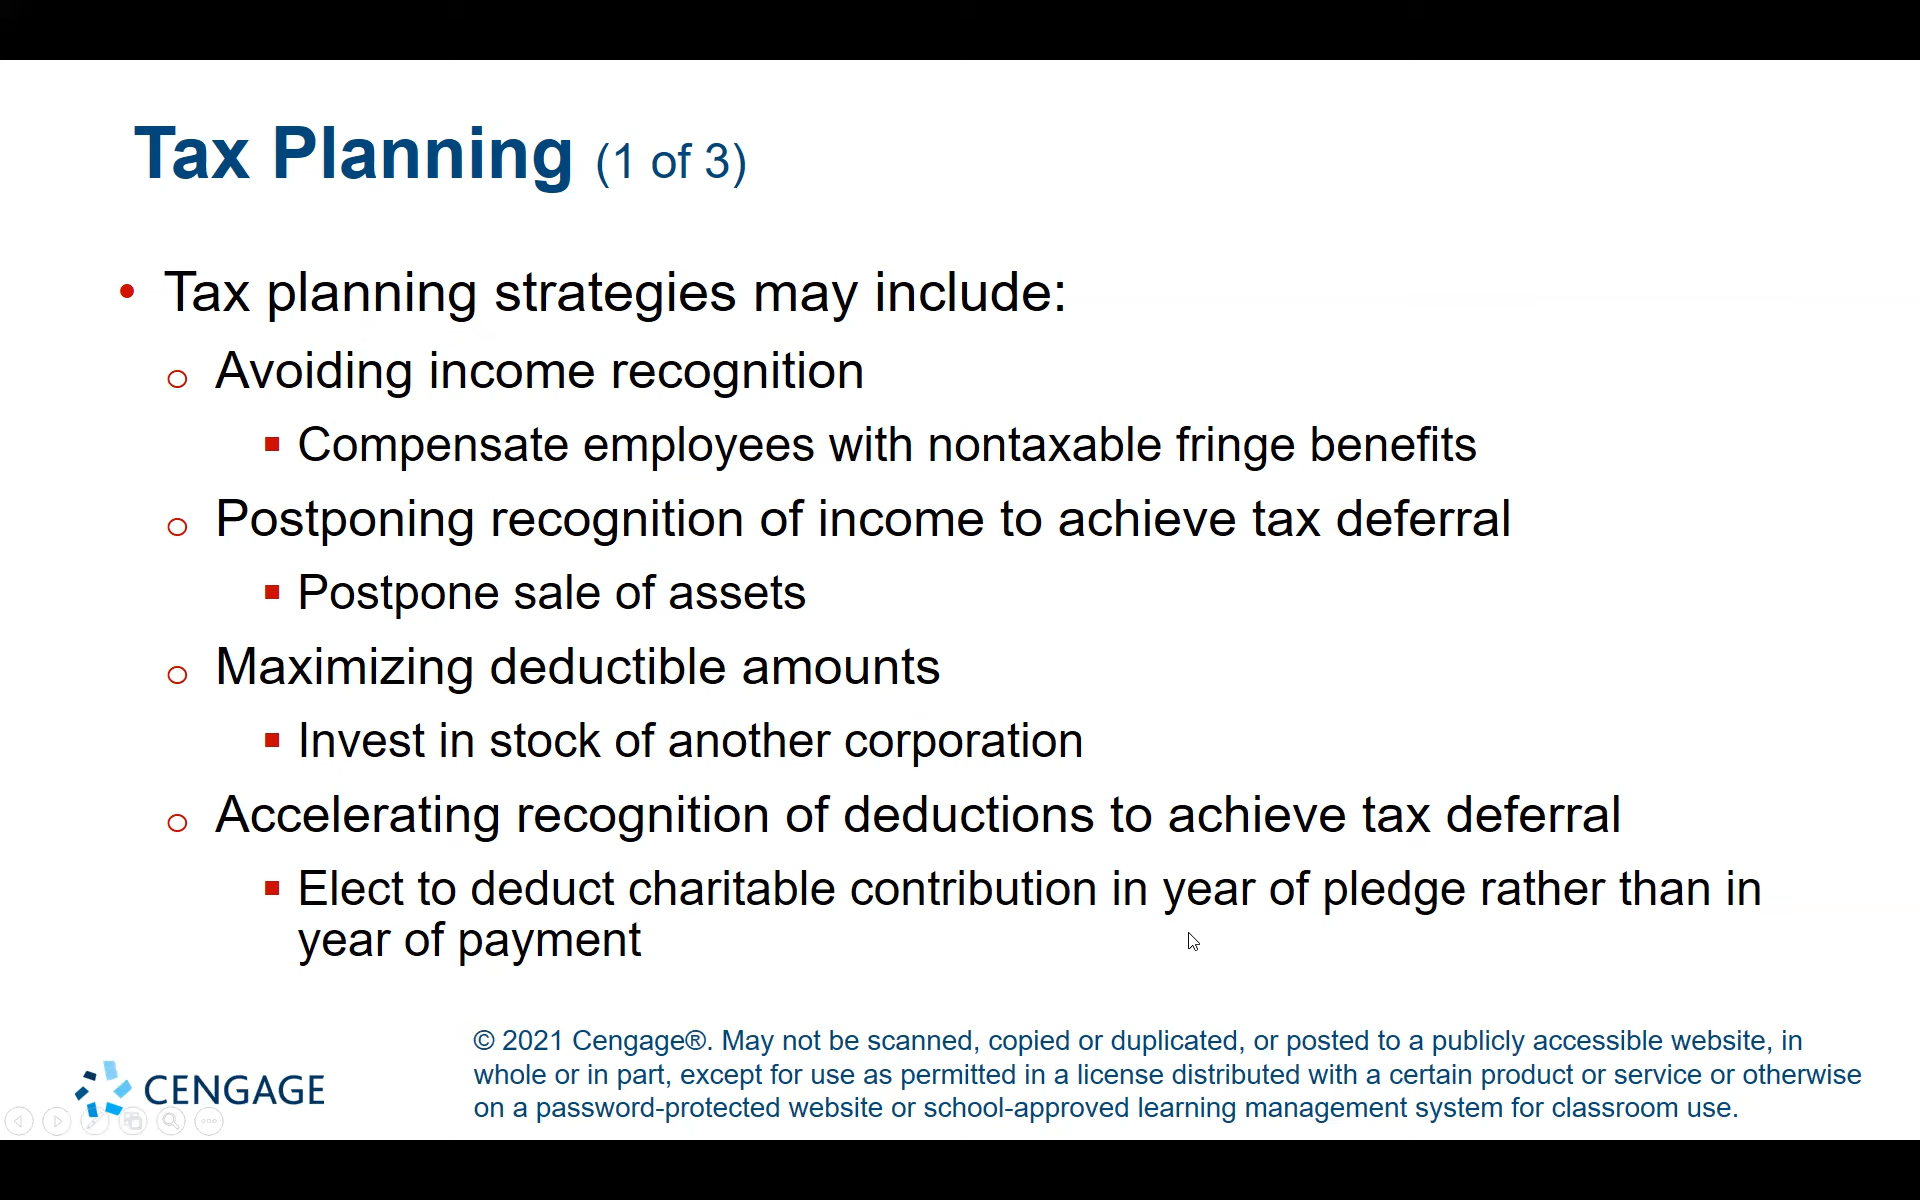 Tax Planning (1 of 3)
• Tax planning strategies may include:
o Avoiding income recognition
▪ Compensate employees with nontaxable fringe benefits
o Postponing recognition of income to achieve tax deferral
▪ Postpone sale of assets
o Maximizing deductible amounts
▪ Invest in stock of another corporation
o Accelerating recognition of deductions to achieve tax deferral
▪ Elect to deduct charitable contribution in year of pledge rather than in
year of payment
© 2021 Cengage®. May not be scanned, copied or duplicated, or posted to a publicly accessible website, in
whole or in part, except for use as permitted in a license distributed with a certain product or service or otherwise
on a password-protected website or school-approved learning management system for classroom use.
CENGAGE